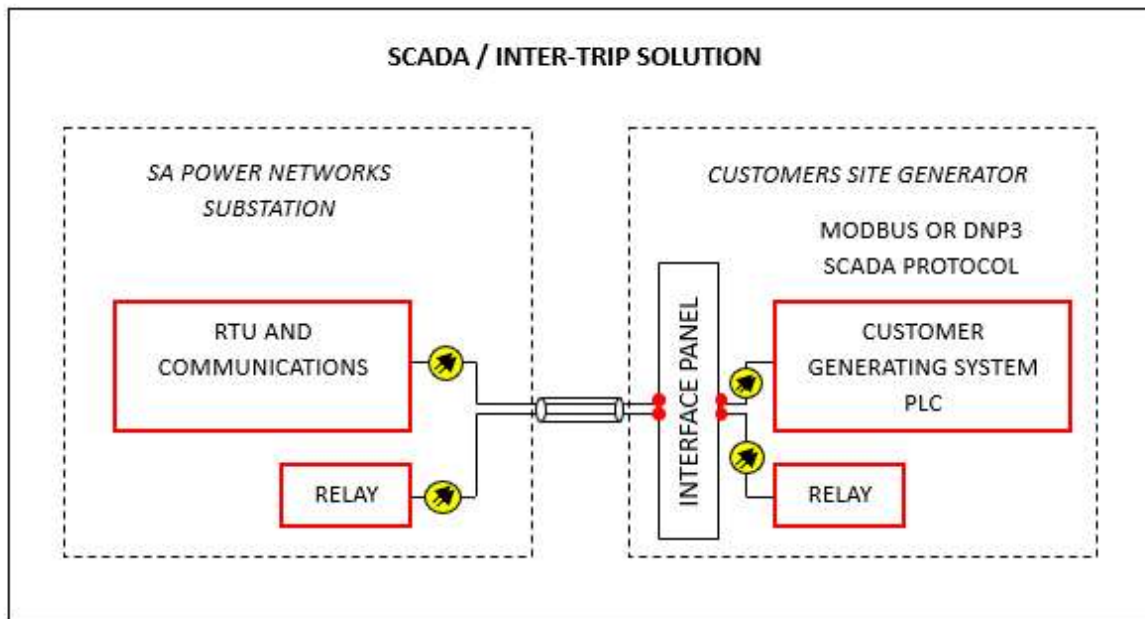 SCADA / INTER-TRIP SOLUTION
SA POWER NETWORKS
SUBSTATION
CUSTOMERS SITE GENERATOR
MODBUS OR DNP3
SCADA PROTOCOL
RTU AND
COMMUNICATIONS
INTERFACE PANEL
CUSTOMER
GENERATING SYSTEM
PLC
RELAY
RELAY